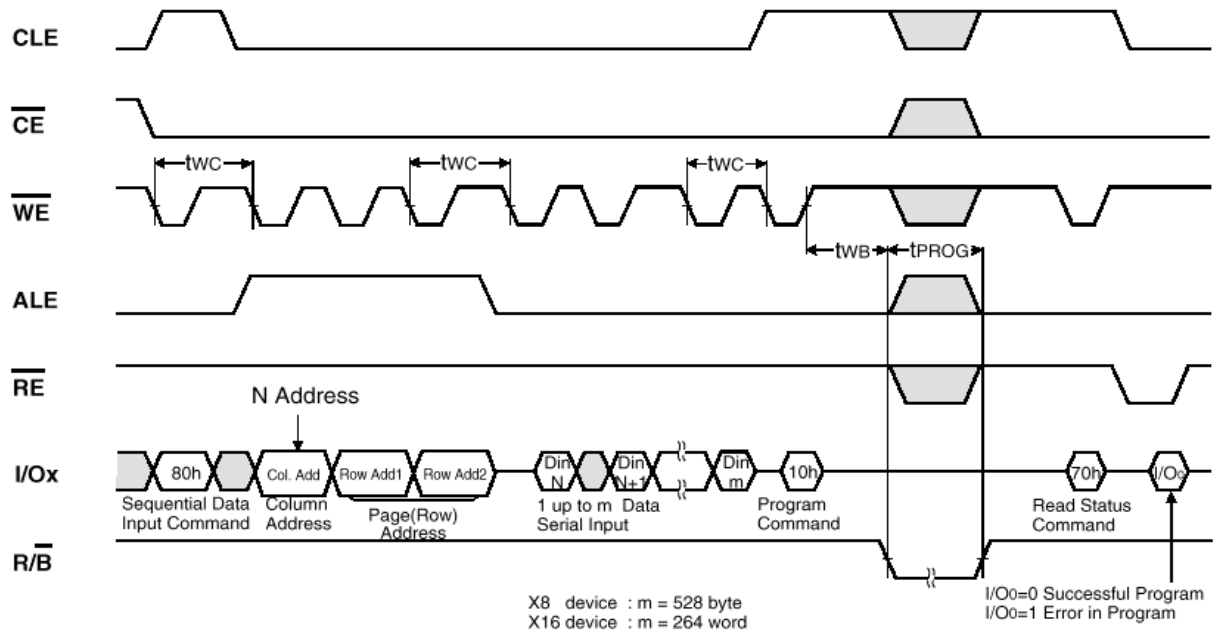 CLE
CE
tWC
tWC
tWC
WE
tWB
tPROG
ALE
RE
N Address
I/Ox
80h
Col. Add
Row Add1
Row Add2
Din
N
Din
N+1
Din
m
10h
70h
I/O0
Sequential Data
Input Command
Column
Address
Page(Row)
Address
1 up to m Data
Serial Input
Program
Command
Read Status
Command
R/B
X8 device : m = 528 byte
X16 device : m = 264 word
I/O0=0 Successful Program
I/O0=1 Error in Program